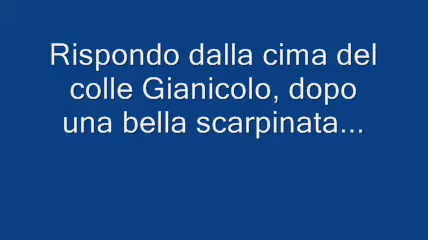 Rispondo dalla cima del
colle Gianicolo, dopo
una bella scarpinata...